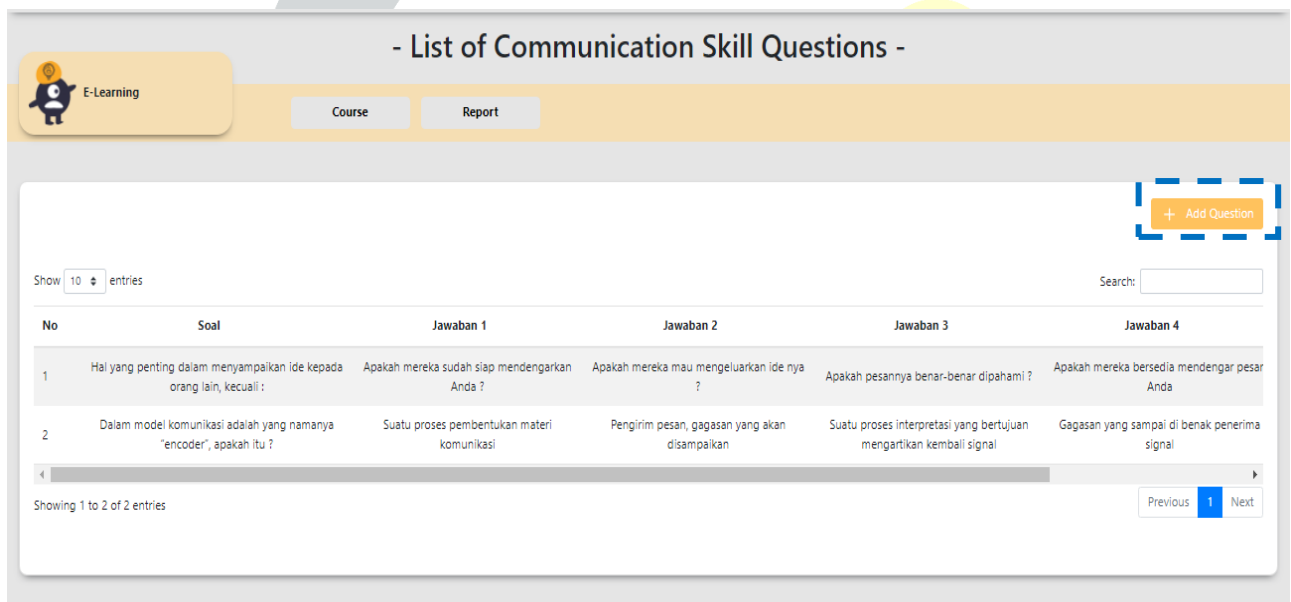 - List of Communication Skill Questions -
E-Learning
Course Report
+ Add Question
Show 10 entries Search:
No Soal Jawaban 1 Jawaban 2 Jawaban 3 Jawaban 4
1 Hal yang penting dalam menyampaikan ide kepada Apakah mereka sudah siap mendengarkan Apakah mereka mau mengeluarkan ide nya Apakah pesannya benar-benar dipahami ? Apakah mereka bersedia mendengar pesan
orang lain, kecuali : Anda ? ? Anda
2 Dalam model komunikasi adalah yang namanya Suatu proses pembentukan materi Pengirim pesan, gagasan yang akan Suatu proses interpretasi yang bertujuan Gagasan yang sampai di benak penerima
"encoder", apakah itu ? komunikasi disampaikan mengartikan kembali signal signal
Showing 1 to 2 of 2 entries Previous 1 Next